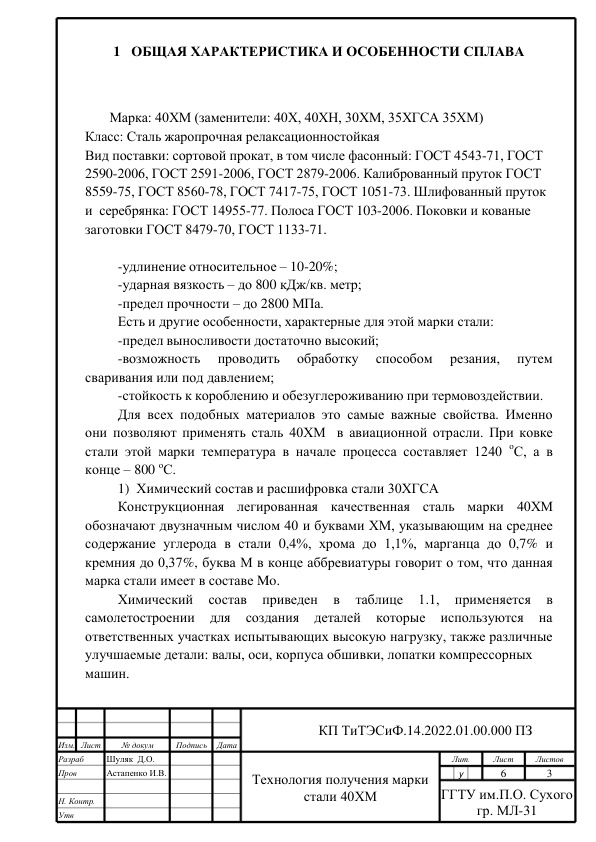 1 ОБЩАЯ ХАРАКТЕРИСТИКА И ОСОБЕННОСТИ СПЛАВА
Марка: 40ХМ (заменители: 40Х, 40ХН, 30ХМ, 35ХГСА 35ХМ)
Класс: Сталь жаропрочная релаксационностойкая
Вид поставки: сортовой прокат, в том числе фасонный: ГОСТ 4543-71, ГОСТ
2590-2006, ГОСТ 2591-2006, ГОСТ 2879-2006. Калиброванный пруток ГОСТ
8559-75, ГОСТ 8560-78, ГОСТ 7417-75, ГОСТ 1051-73. Шлифованный пруток
и серебрянка: ГОСТ 14955-77. Полоса ГОСТ 103-2006. Поковки и кованые
заготовки ГОСТ 8479-70, ГОСТ 1133-71.
-удлинение относительное – 10-20%;
-ударная вязкость – до 800 кДж/кв. метр;
-предел прочности – до 2800 МПа.
Есть и другие особенности, характерные для этой марки стали:
-предел выносливости достаточно высокий;
-возможность проводить обработку способом резания, путем
сваривания или под давлением;
-стойкость к короблению и обезуглероживанию при термовоздействии.
Для всех подобных материалов это самые важные свойства. Именно
они позволяют применять сталь 40ХМ в авиационной отрасли. При ковке
стали этой марки температура в начале процесса составляет 1240 °С, а в
конце – 800 °С.
1) Химический состав и расшифровка стали 30ХГСА
Конструкционная легированная качественная сталь марки 40ХМ
обозначают двузначным числом 40 и буквами ХМ, указывающим на среднее
содержание углерода в стали 0,4%, хрома до 1,1%, марганца до 0,7% и
кремния до 0,37%, буква М в конце аббревиатуры говорит о том, что данная
марка стали имеет в составе Мо.
Химический состав приведен в таблице 1.1, применяется в
самолетостроении для создания деталей которые используются на
ответственных участках испытывающих высокую нагрузку, также различные
улучшаемые детали: валы, оси, корпуса обшивки, лопатки компрессорных
машин.
КП ТиТЭСиФ.14.2022.01.00.000 ПЗ
Изм. Лист № докум Подпись Дата
Разраб Шуляк Д.О.
Пров Астапенко И.В.
Н. Контр.
Утв
Технология получения марки
стали 40ХМ
Лит. Лист Листов
у 6 3
ГГТУ им.П.О. Сухого
гр. МЛ-31